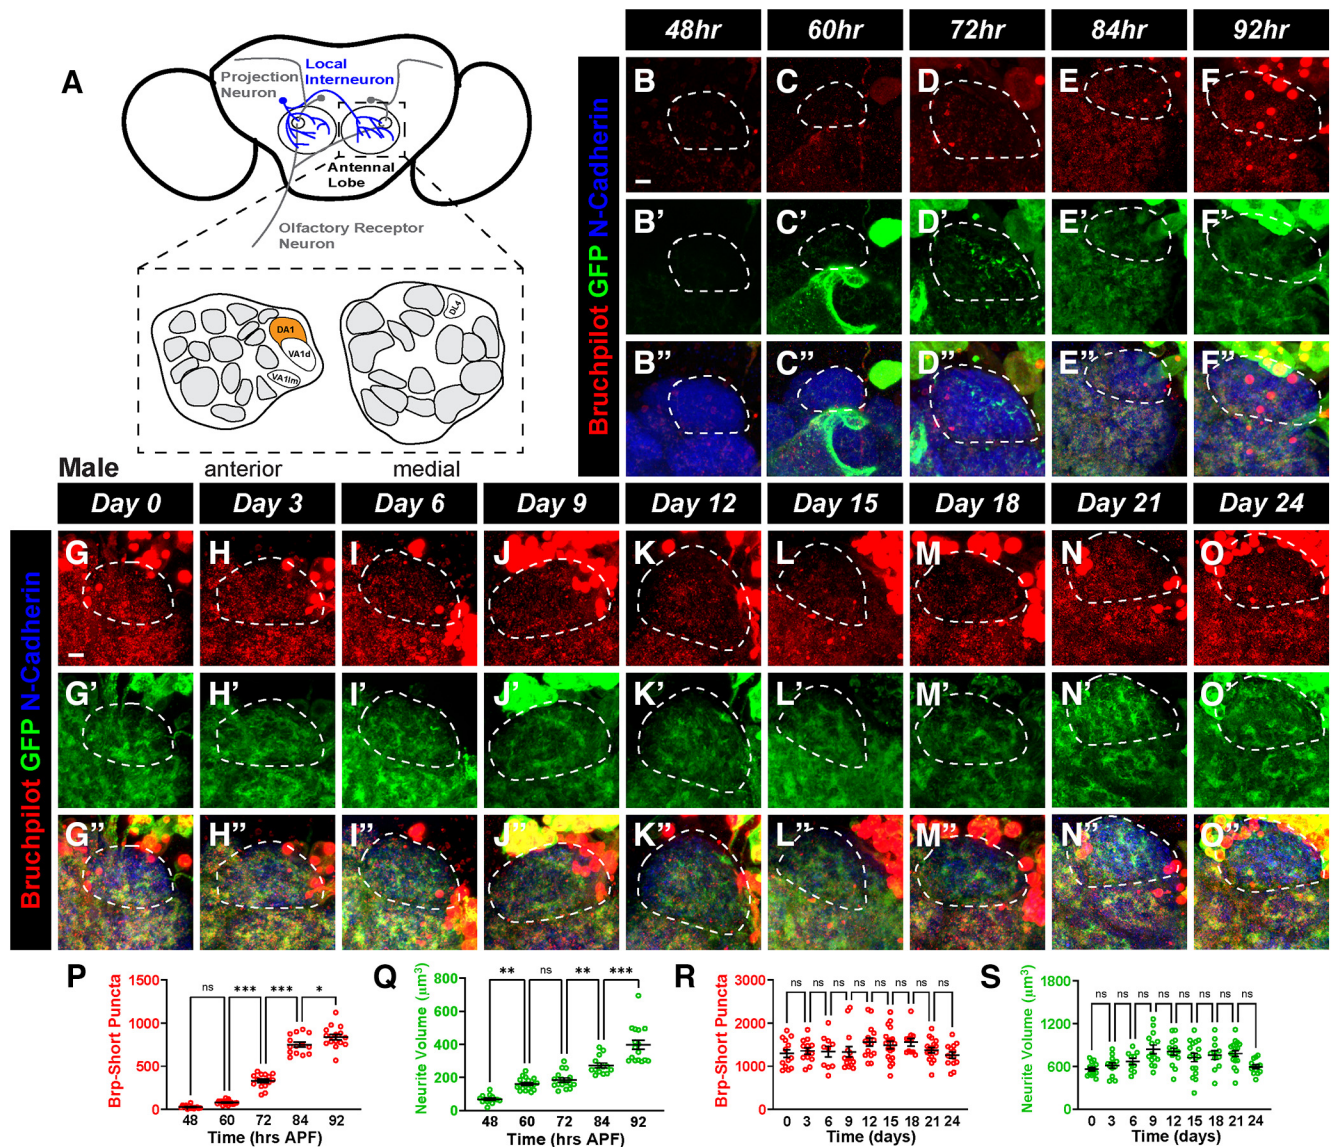 A
Projection
Neuron
Local
Interneuron
Antennal
Lobe
Olfactory Receptor
Neuron
DA1
VA1d
VA1lm
DL4
anterior
medial
48hr
60hr
72hr
84hr
92hr
Bruchpilot GFP N-Cadherin
B
C
D
E
F
B'
C'
D'
E'
F'
B''
C''
D''
E''
F''
Male
Day 0
Day 3
Day 6
Day 9
Day 12
Day 15
Day 18
Day 21
Day 24
Bruchpilot GFP N-Cadherin
G
H
I
J
K
L
M
N
O
G'
H'
I'
J'
K'
L'
M'
N'
O'
G''
H''
I''
J''
K''
L''
M''
N''
O''
P
Brp-Short Puncta
1500
1000
500
0
ns
***
***
*
48 60 72 84 92
Time (hrs APF)
Q
Neurite Volume (µm³)
800
600
400
200
0
**
ns
**
***
48 60 72 84 92
Time (hrs APF)
R
Brp-Short Puncta
3000
2000
1000
0
ns ns ns ns ns ns ns ns
0 3 6 9 12 15 18 21 24
Time (days)
S
Neurite Volume (µm³)
1800
1200
600
0
ns ns ns ns ns ns ns ns
0 3 6 9 12 15 18 21 24
Time (days)